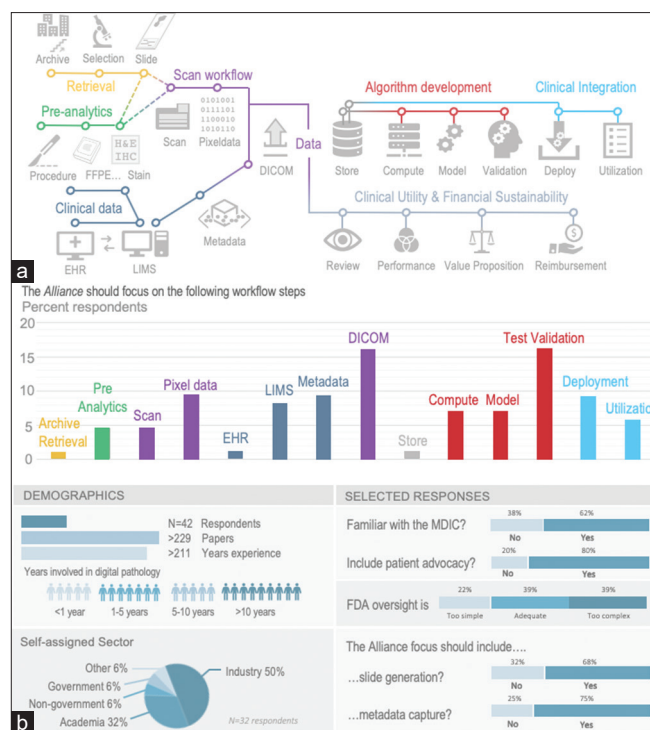 Archive Selection Slide
Retrieval
Scan workflow
Pre-analytics
Scan Pixeldata
0101001
0111101
1100010
1010110
H&E
IHC
Procedure FFPE... Stain
Clinical data
EHR LIMS
Metadata
DICOM
Data
Algorithm development
Clinical Integration
Store Compute Model Validation Deploy Utilization
Clinical Utility & Financial Sustainability
$
Review Performance Value Proposition Reimbursement
a
The Alliance should focus on the following workflow steps
Percent respondents
20
15
10
5
0
Archive
Retrieval
Pre
Analytics
Scan
Pixel data
EHR
LIMS
Metadata
DICOM
Store
Compute
Model
Test Validation
Deployment
Utilizatio
DEMOGRAPHICS
N=42 Respondents
>229 Papers
>211 Years experience
Years involved in digital pathology
<1 year 1-5 years 5-10 years >10 years
Self-assigned Sector
Other 6%
Government 6%
Non-government 6%
Academia 32%
Industry 50%
N=32 respondents
b
SELECTED RESPONSES
38% 62%
Familiar with the MDIC?
No Yes
20% 80%
Include patient advocacy?
No Yes
22% 39% 39%
FDA oversight is
Too simple Adequate Too complex
The Alliance focus should include....
32% 68%
...slide generation?
No Yes
25% 75%
...metadata capture?
No Yes